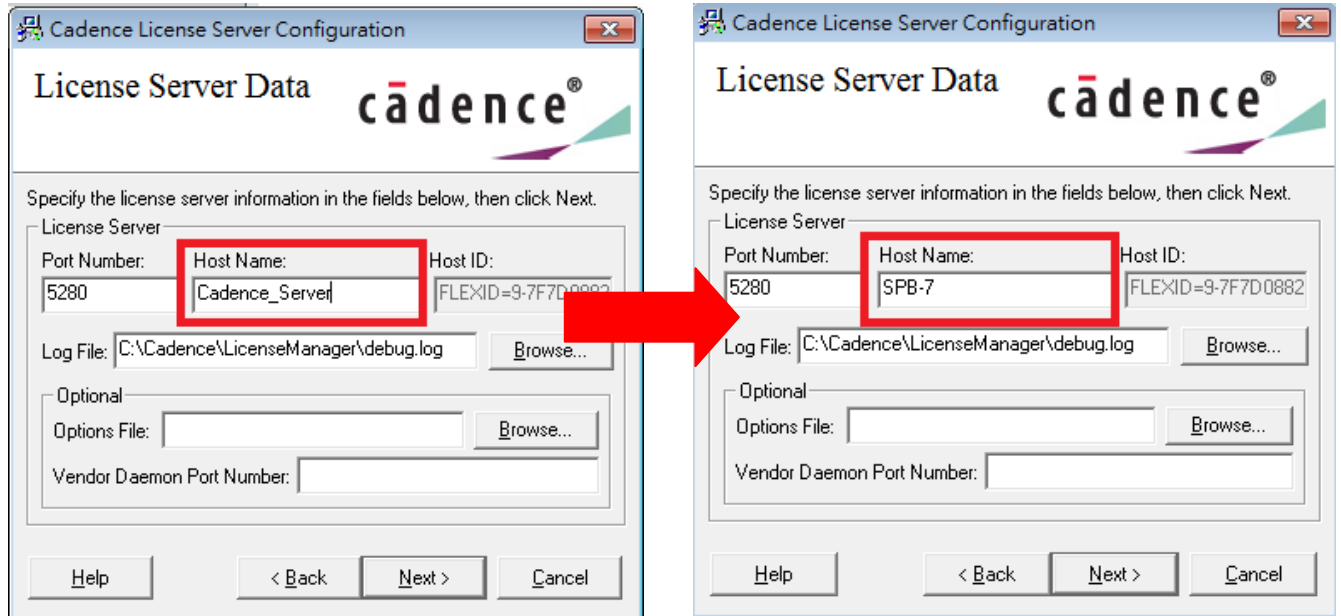 Cadence License Server Configuration
License Server Data
cādence®
Specify the license server information in the fields below, then click Next.
License Server
Port Number: Host Name: Host ID:
5280 Cadence_Server FLEXID=9-7F7D0882
Log File: C:\Cadence\LicenseManager\debug.log Browse...
Optional
Options File: Browse...
Vendor Daemon Port Number:
Help < Back Next > Cancel
Cadence License Server Configuration
License Server Data
cādence®
Specify the license server information in the fields below, then click Next.
License Server
Port Number: Host Name: Host ID:
5280 SPB-7 FLEXID=9-7F7D0882
Log File: C:\Cadence\LicenseManager\debug.log Browse...
Optional
Options File: Browse...
Vendor Daemon Port Number:
Help < Back Next > Cancel